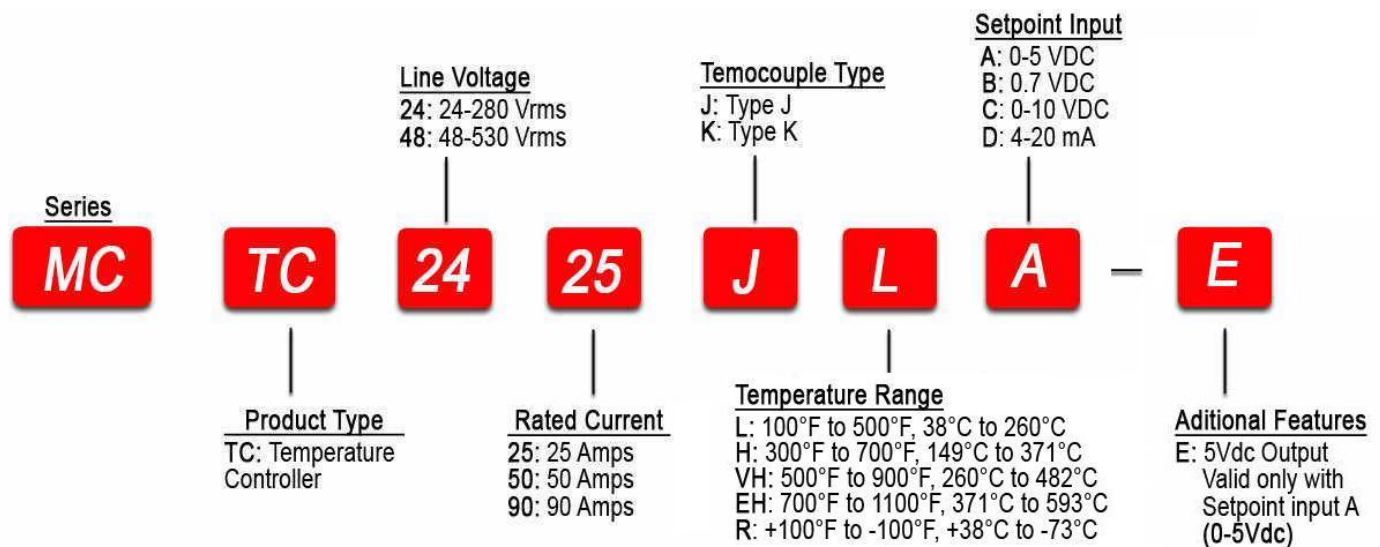 Setpoint Input
A: 0-5 VDC
B: 0.7 VDC
C: 0-10 VDC
D: 4-20 mA
Line Voltage
24: 24-280 Vrms
48: 48-530 Vrms
Temocouple Type
J: Type J
K: Type K
Series
MC TC 24 25 J L A – E
Product Type
TC: Temperature
Controller
Rated Current
25: 25 Amps
50: 50 Amps
90: 90 Amps
Temperature Range
L: 100°F to 500°F, 38°C to 260°C
H: 300°F to 700°F, 149°C to 371°C
VH: 500°F to 900°F, 260°C to 482°C
EH: 700°F to 1100°F, 371°C to 593°C
R: +100°F to -100°F, +38°C to -73°C
Aditional Features
E: 5Vdc Output
Valid only with
Setpoint input A
(0-5Vdc)